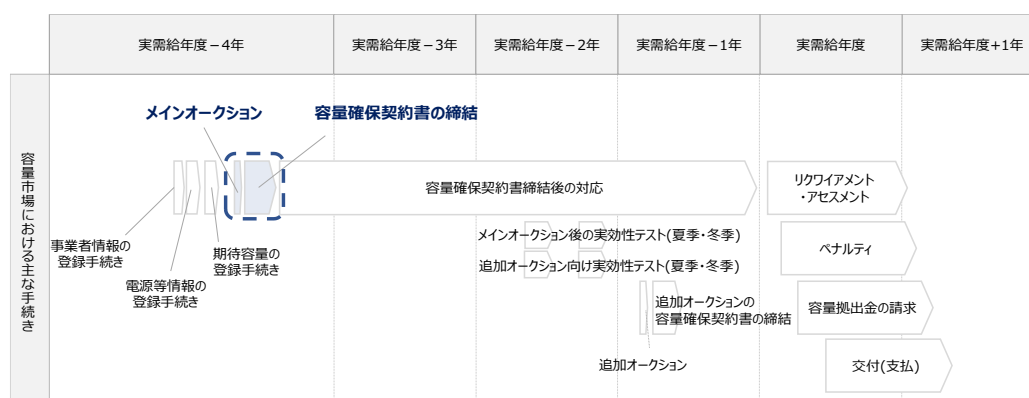 実需給年度－4年
実需給年度－3年
実需給年度－2年
実需給年度－1年
実需給年度
実需給年度+1年
容量市場における主な手続き
メインオークション
容量確保契約書の締結
容量確保契約書締結後の対応
リクワイアメント
・アセスメント
事業者情報の
登録手続き
期待容量の
登録手続き
電源等情報の
登録手続き
メインオークション後の実効性テスト(夏季・冬季)
追加オークション向け実効性テスト(夏季・冬季)
ペナルティ
追加オークションの
容量確保契約書の締結
容量拠出金の請求
追加オークション
交付(支払)